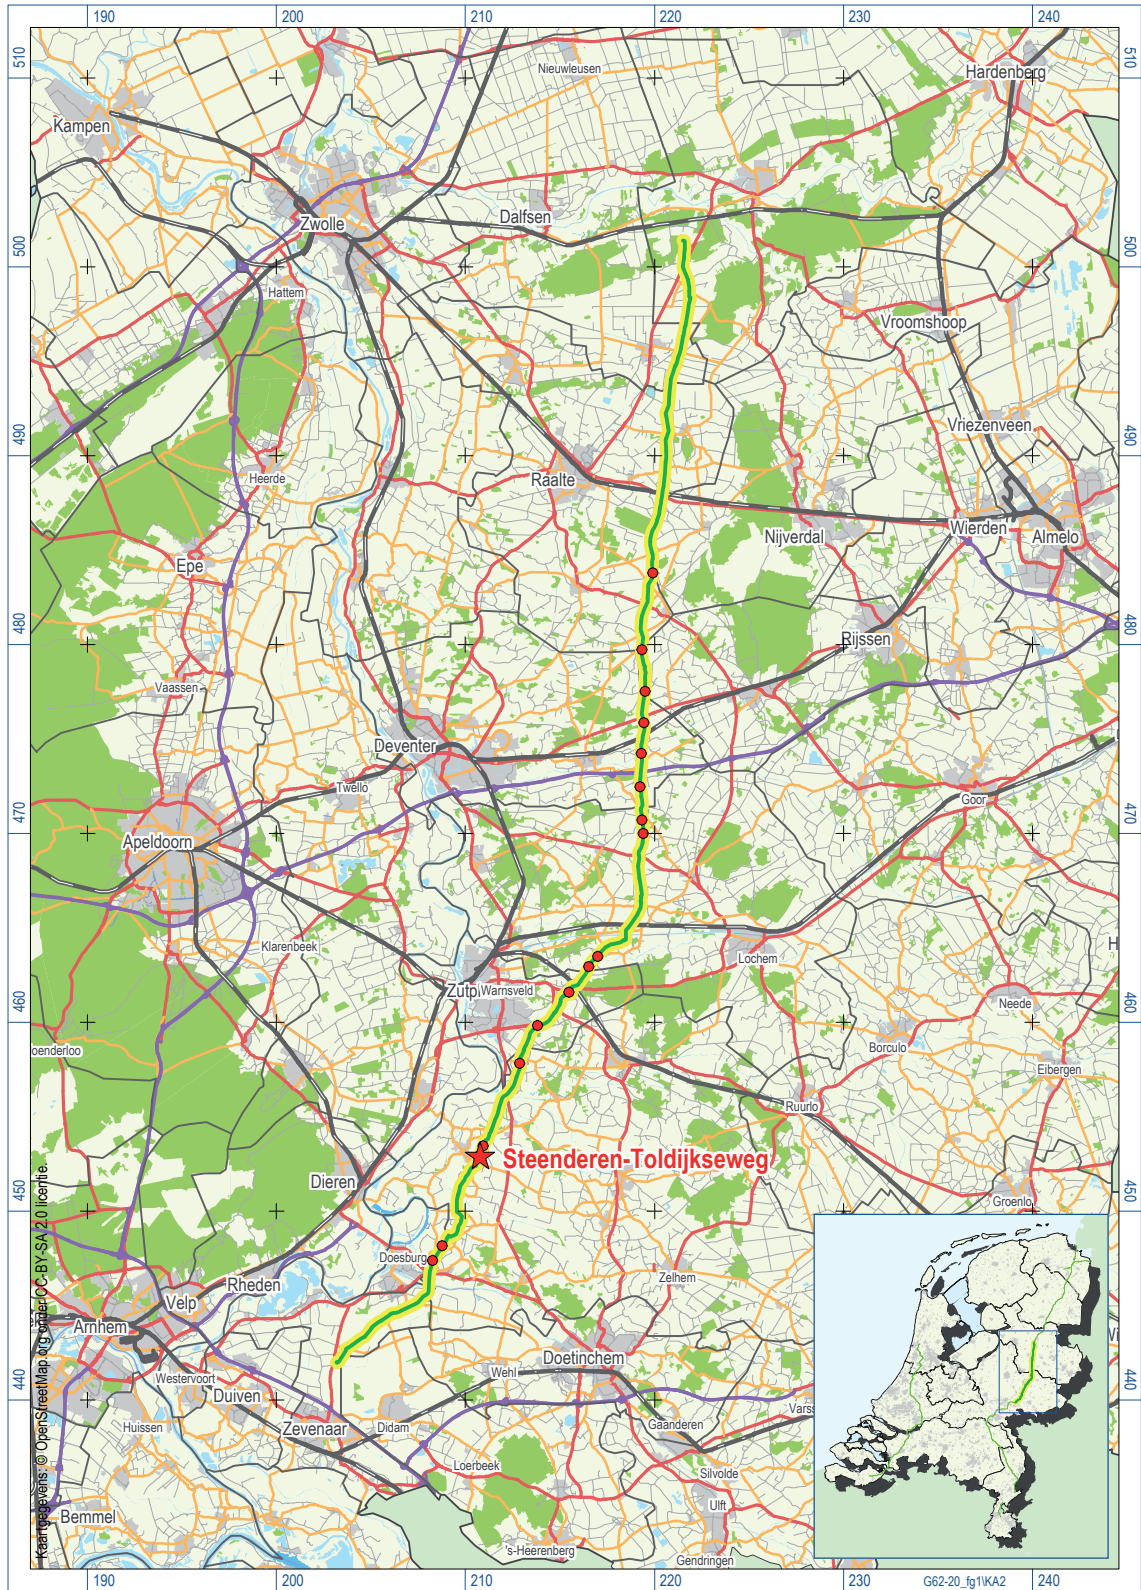 190
200
210
220
230
240
510
510
Nieuwleusen
Hardenberg
Kampen
Dalfsen
Zwolle
500
500
Hattem
Vroomshoop
Vriezenveen
490
490
Heerde
Raalte
Nijverdal
Wierden
Almelo
Epe
480
480
Rijssen
Vaassen
Deventer
Twello
Goor
470
470
Apeldoorn
Klarenbeek
Lochem
H
Zutp
Warnsveld
Neede
460
460
oenderloo
Borculo
Eibergen
Ruurlo
Steenderen-Toldijkseweg
Dieren
450
450
Groenlo
Doesburg
Zelhem
Rheden
Velp
Arnhem
Doetinchem
Wehl
Westervoort
Duiven
440
440
Huissen
Zevenaar
Didam
Gaanderen
Varss
Loerbeek
Silvolde
Ulft
Bemmel
's-Heerenberg
Gendringen
Kaartgegevens: © OpenStreetMap.org onder CC-BY-SA 2.0 licentie.
190
200
210
220
230
G62-20_fg1\KA2
240